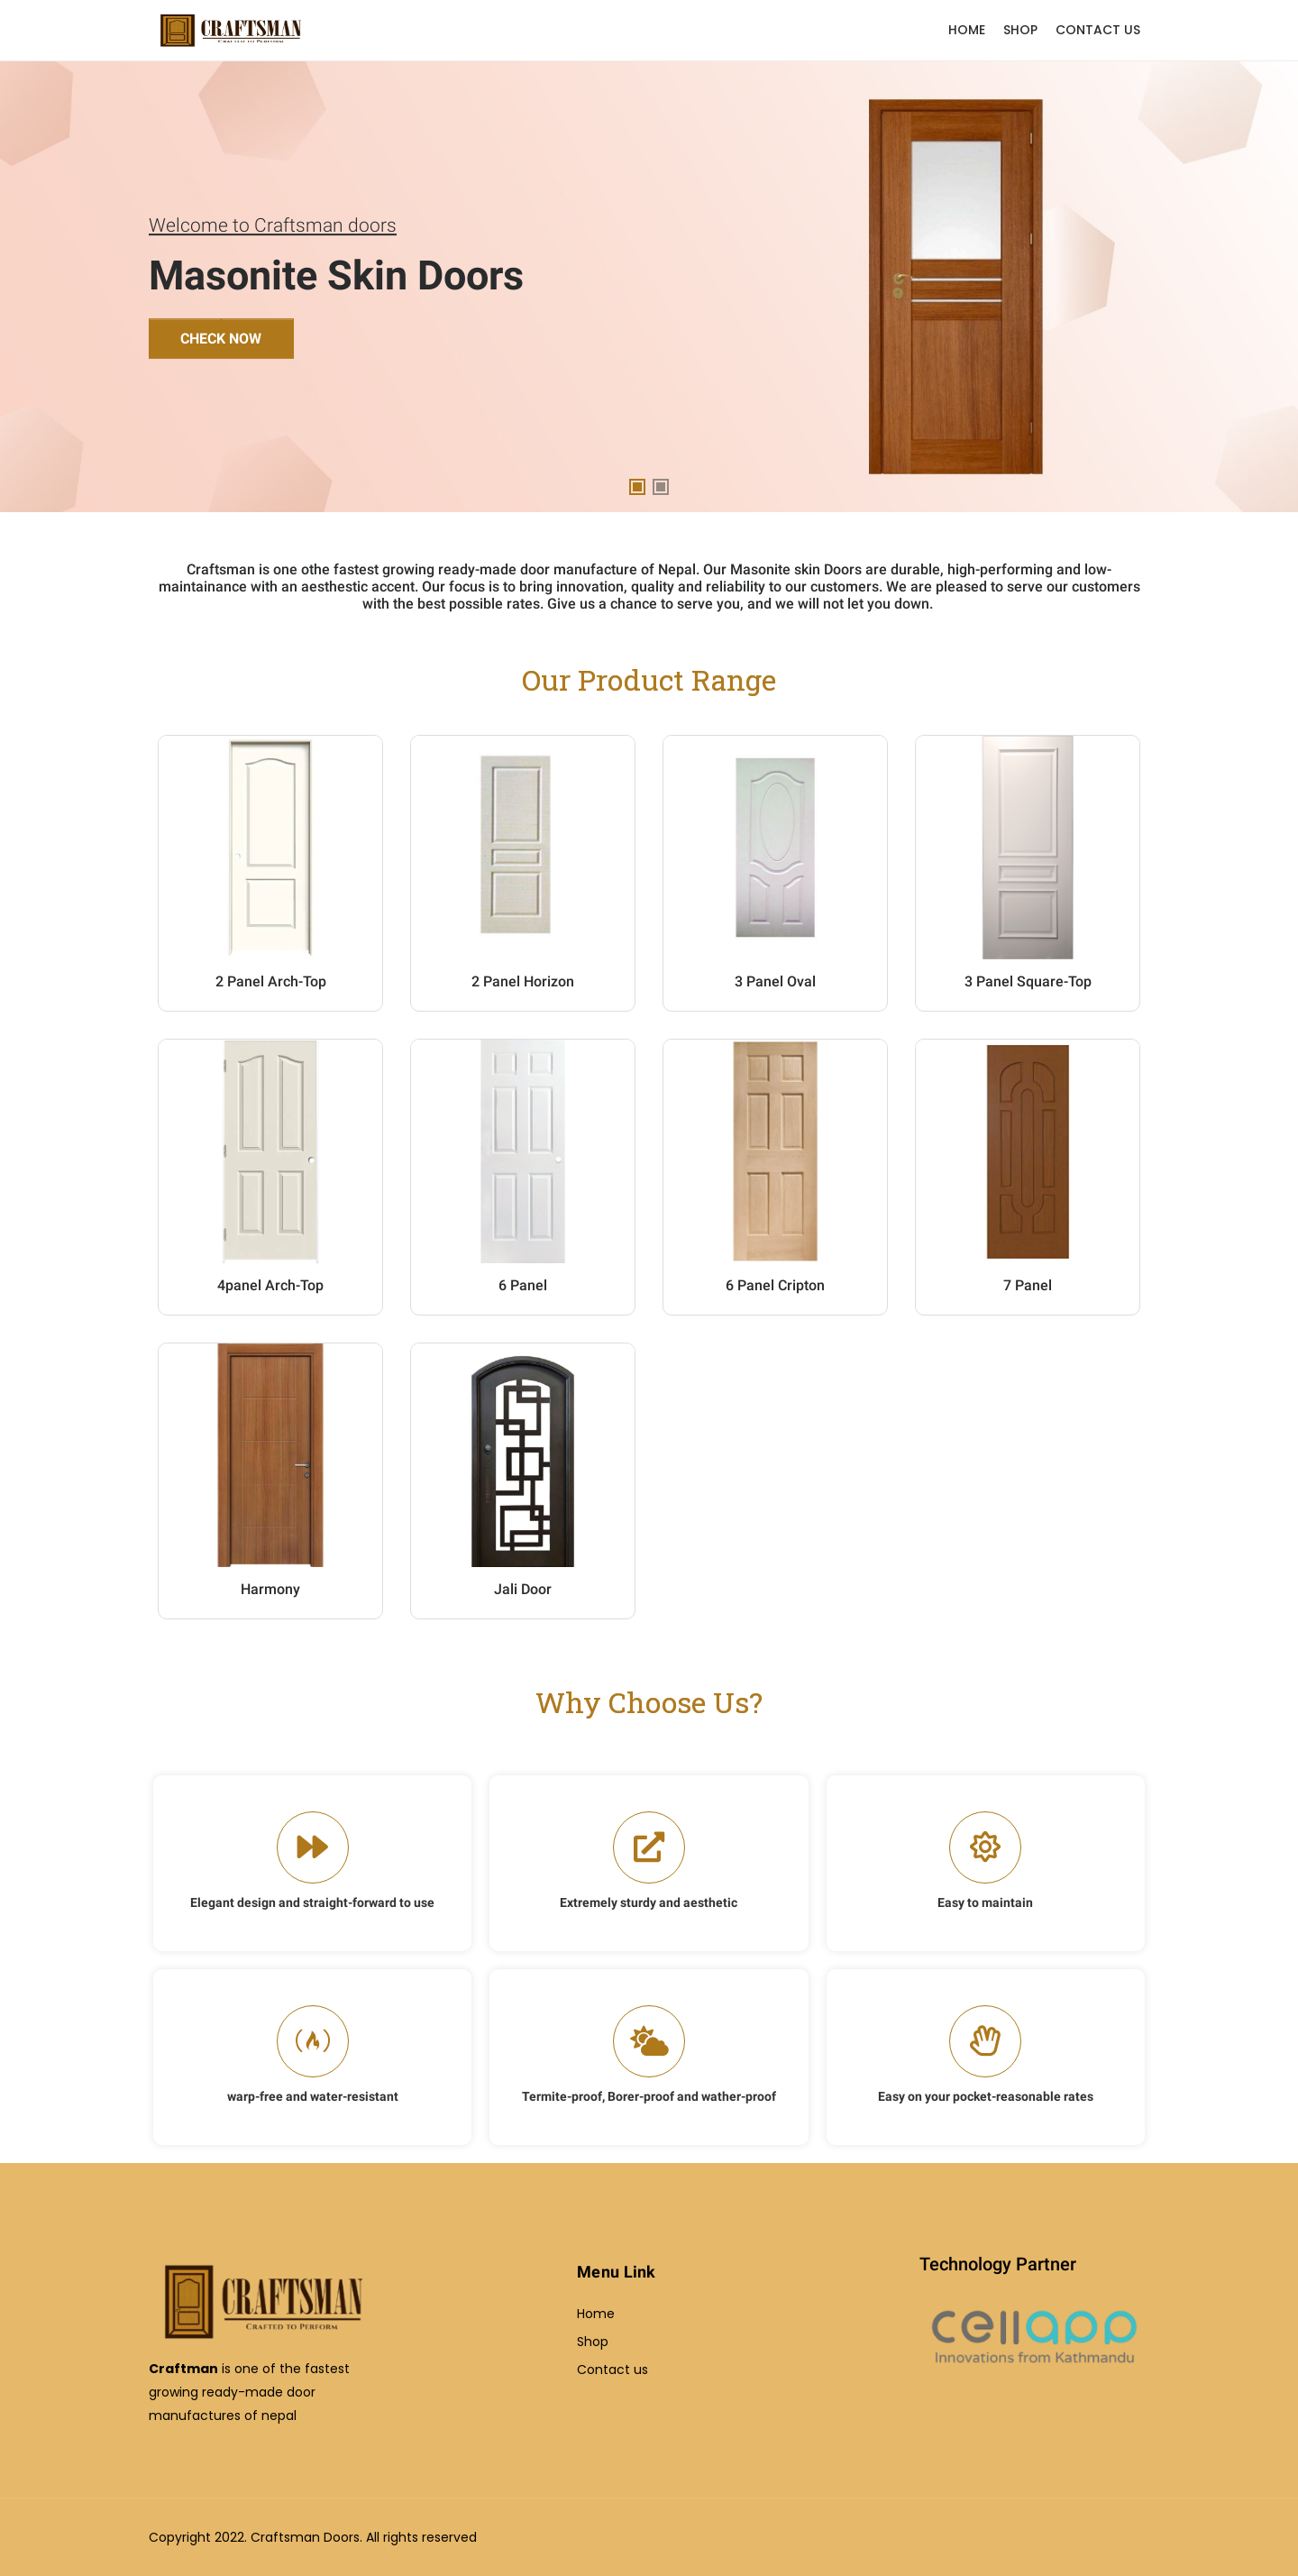 CRAFTSMAN
CRAFTED TO PERFORM
HOME SHOP CONTACT US
Welcome to Craftsman doors
Masonite Skin Doors
CHECK NOW
Craftsman is one othe fastest growing ready-made door manufacture of Nepal. Our Masonite skin Doors are durable, high-performing and low-
maintainance with an aesthestic accent. Our focus is to bring innovation, quality and reliability to our customers. We are pleased to serve our customers
with the best possible rates. Give us a chance to serve you, and we will not let you down.
Our Product Range
2 Panel Arch-Top
2 Panel Horizon
3 Panel Oval
3 Panel Square-Top
4panel Arch-Top
6 Panel
6 Panel Cripton
7 Panel
Harmony
Jali Door
Why Choose Us?
Elegant design and straight-forward to use
Extremely sturdy and aesthetic
Easy to maintain
warp-free and water-resistant
Termite-proof, Borer-proof and wather-proof
Easy on your pocket-reasonable rates
CRAFTSMAN
CRAFTED TO PERFORM
Craftman is one of the fastest
growing ready-made door
manufactures of nepal
Menu Link
Home
Shop
Contact us
Technology Partner
cellapp
Innovations from Kathmandu
Copyright 2022. Craftsman Doors. All rights reserved